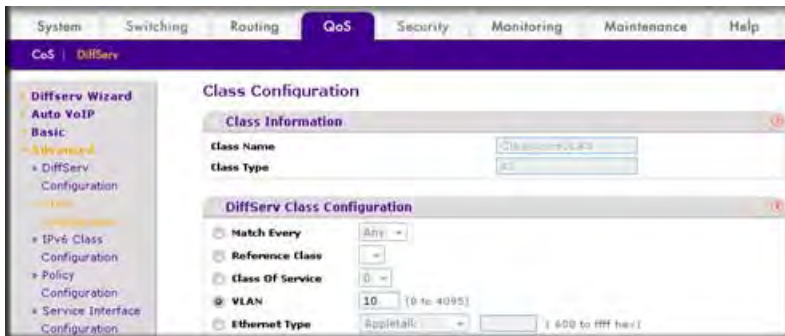 System Switching Routing QoS Security Monitoring Maintenance Help
CoS DiffServ
Diffserv Wizard
Auto VoIP
Basic
Advanced
» DiffServ
Configuration
» IPv6 Class
Configuration
» Policy
Configuration
» Service Interface
Configuration
Class Configuration
Class Information
Class Name
Class Type
DiffServ Class Configuration
Match Every Any
Reference Class
Class Of Service 0
VLAN 10 (0 to 4095)
Ethernet Type Appletalk ( 600 to ffff hex)